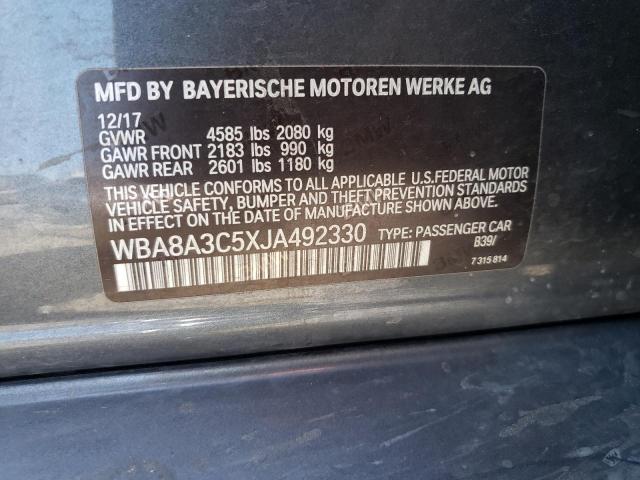 MFD BY BAYERISCHE MOTOREN WERKE AG
12/17
GVWR 4585 lbs 2080 kg
GAWR FRONT 2183 lbs 990 kg
GAWR REAR 2601 lbs 1180 kg
THIS VEHICLE CONFORMS TO ALL APPLICABLE U.S.FEDERAL MOTOR
VEHICLE SAFETY, BUMPER, AND THEFT PREVENTION STANDARDS
IN EFFECT ON THE DATE OF MANUFACTURE SHOWN ABOVE.
WBA8A3C5XJA492330 TYPE: PASSENGER CAR
B39/
7 315 814